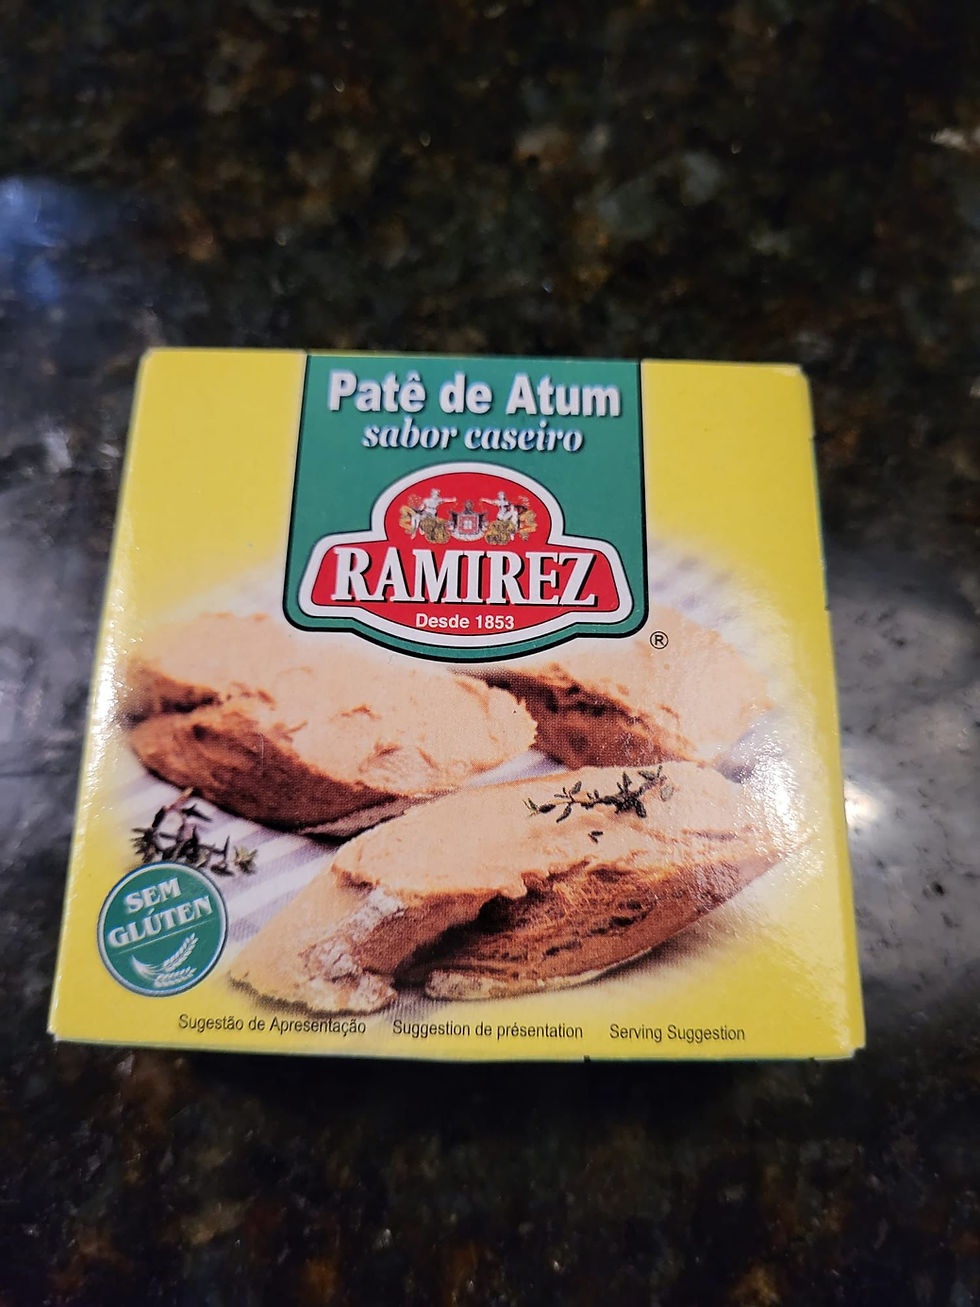 Patê de Atum
sabor caseiro
RAMIREZ
Desde 1853
®
SEM
GLÚTEN
Sugestão de Apresentação Suggestion de présentation Serving Suggestion